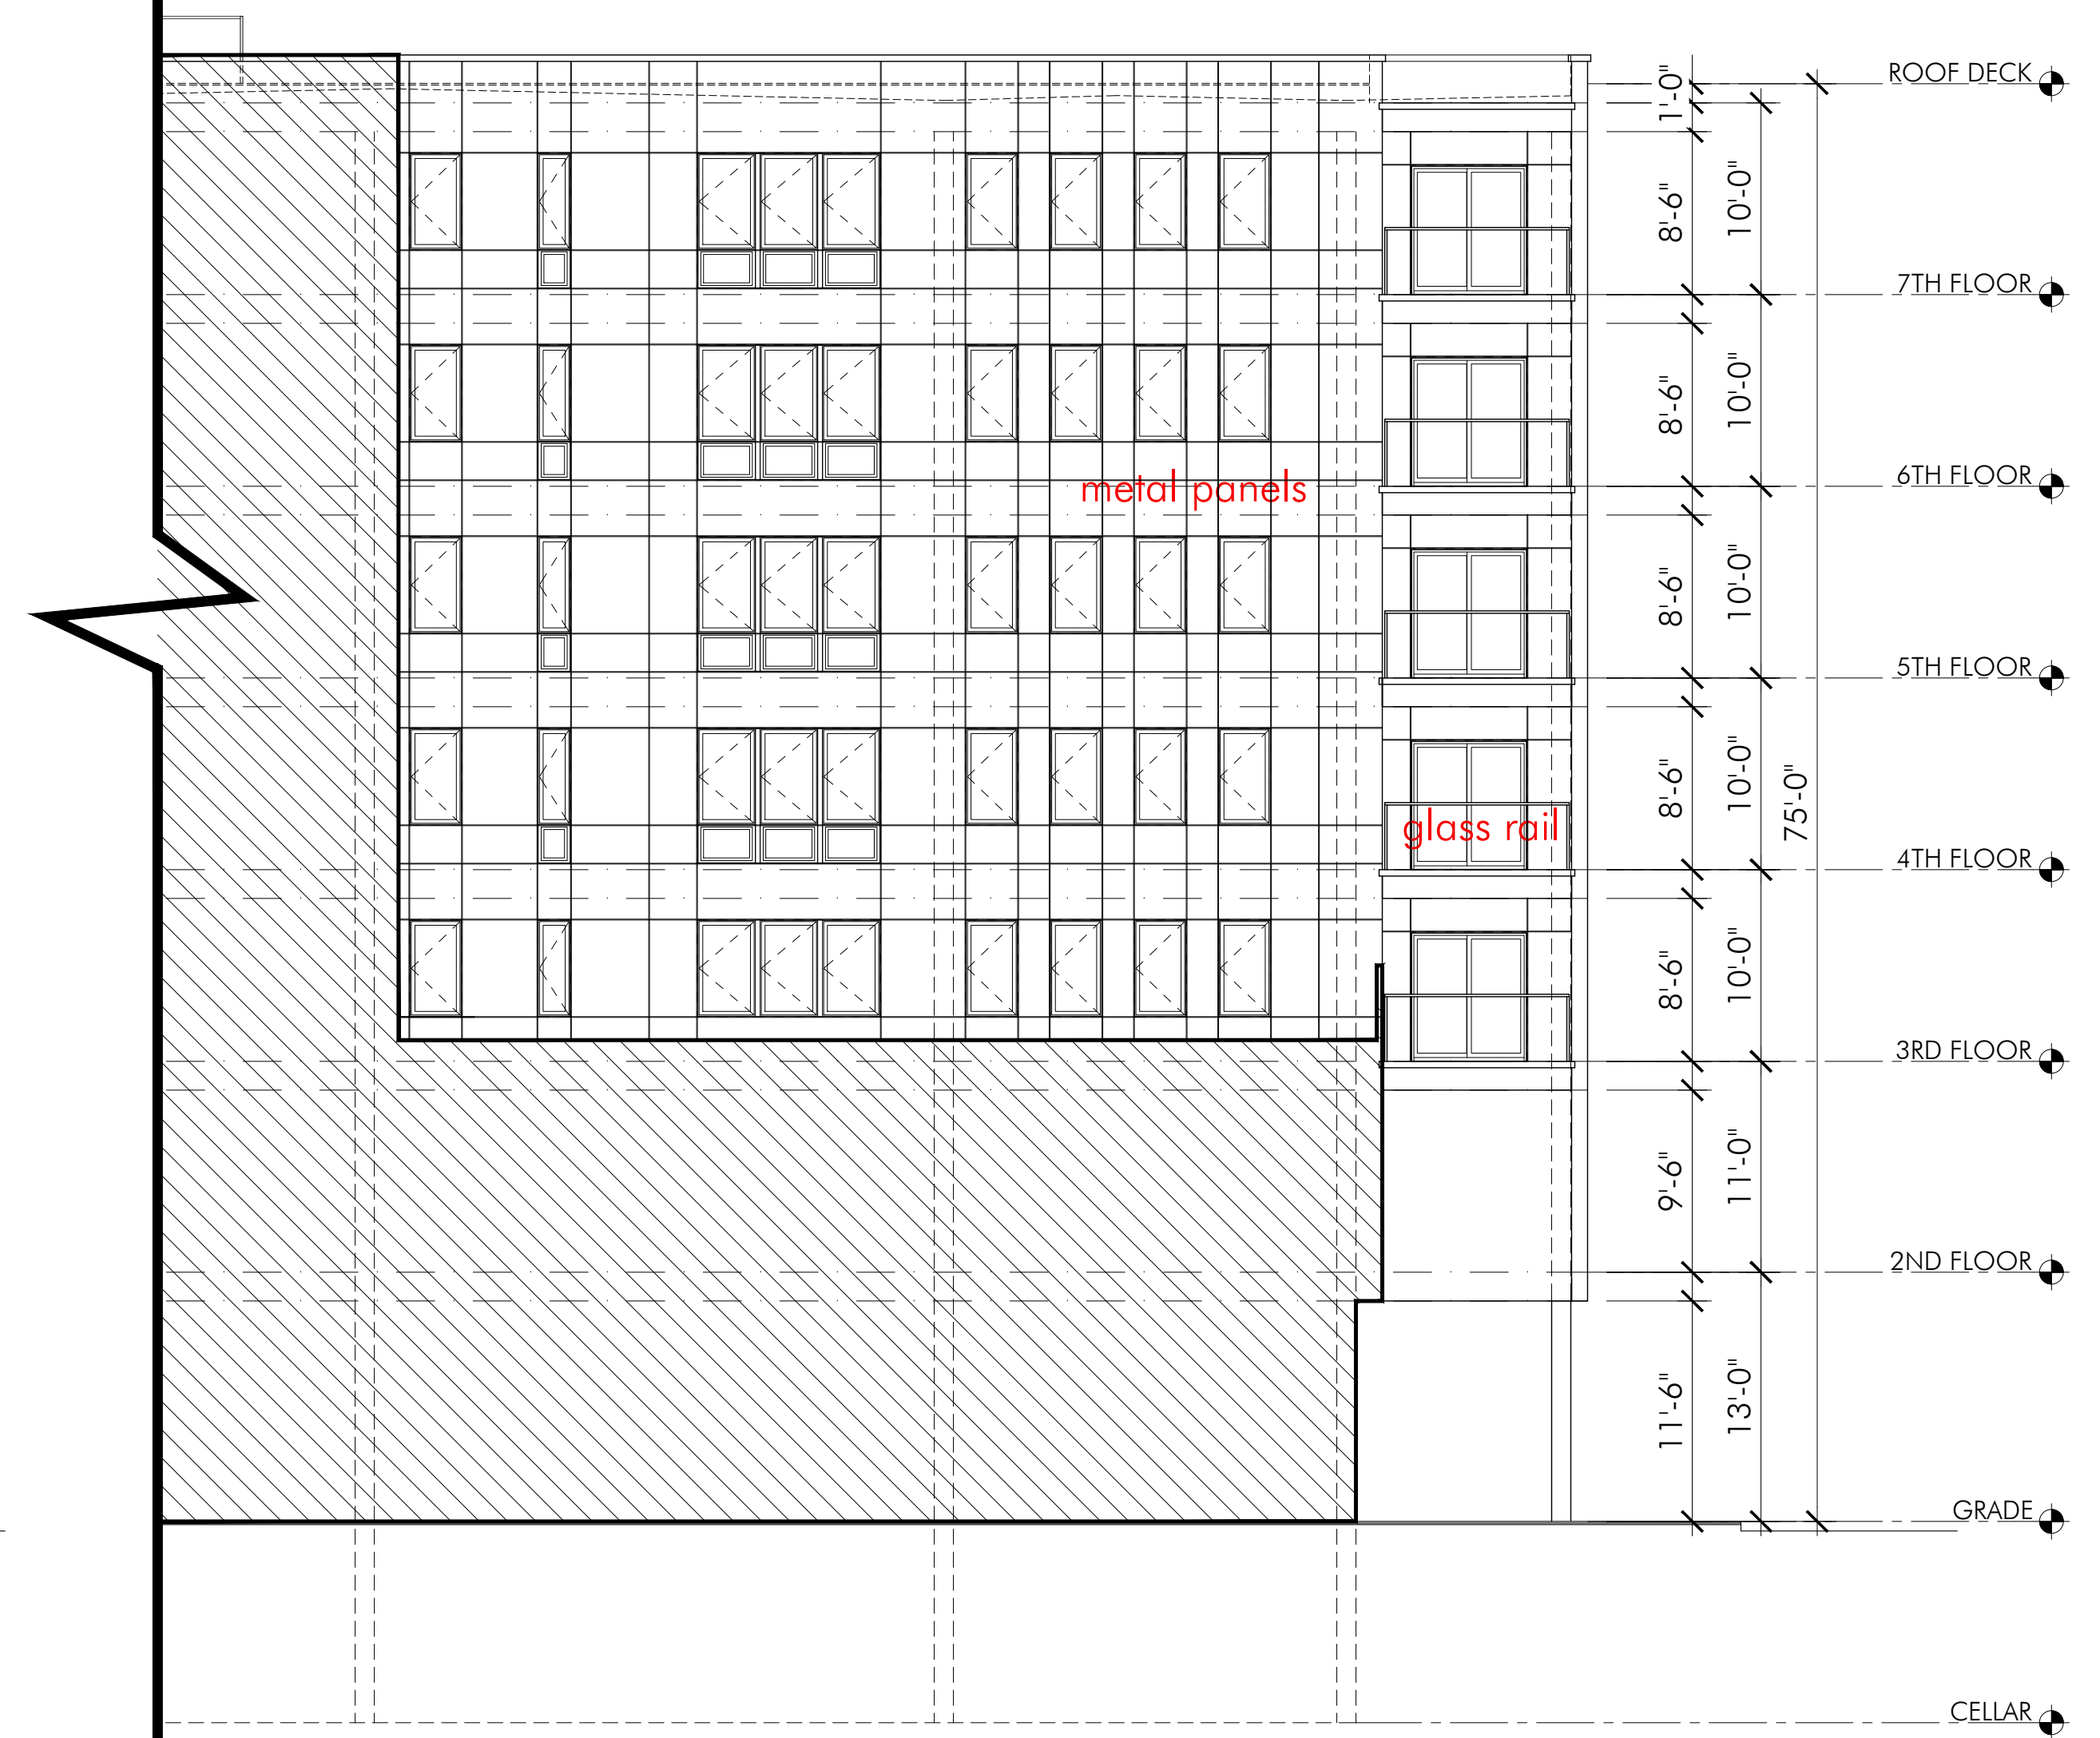 ROOF DECK
1'-0"
8'-6"
10'-0"
7TH FLOOR
8'-6"
10'-0"
6TH FLOOR
metal panels
8'-6"
10'-0"
5TH FLOOR
8'-6"
10'-0"
75'-0"
glass rail
4TH FLOOR
8'-6"
10'-0"
3RD FLOOR
9'-6"
11'-0"
2ND FLOOR
11'-6"
13'-0"
GRADE
CELLAR